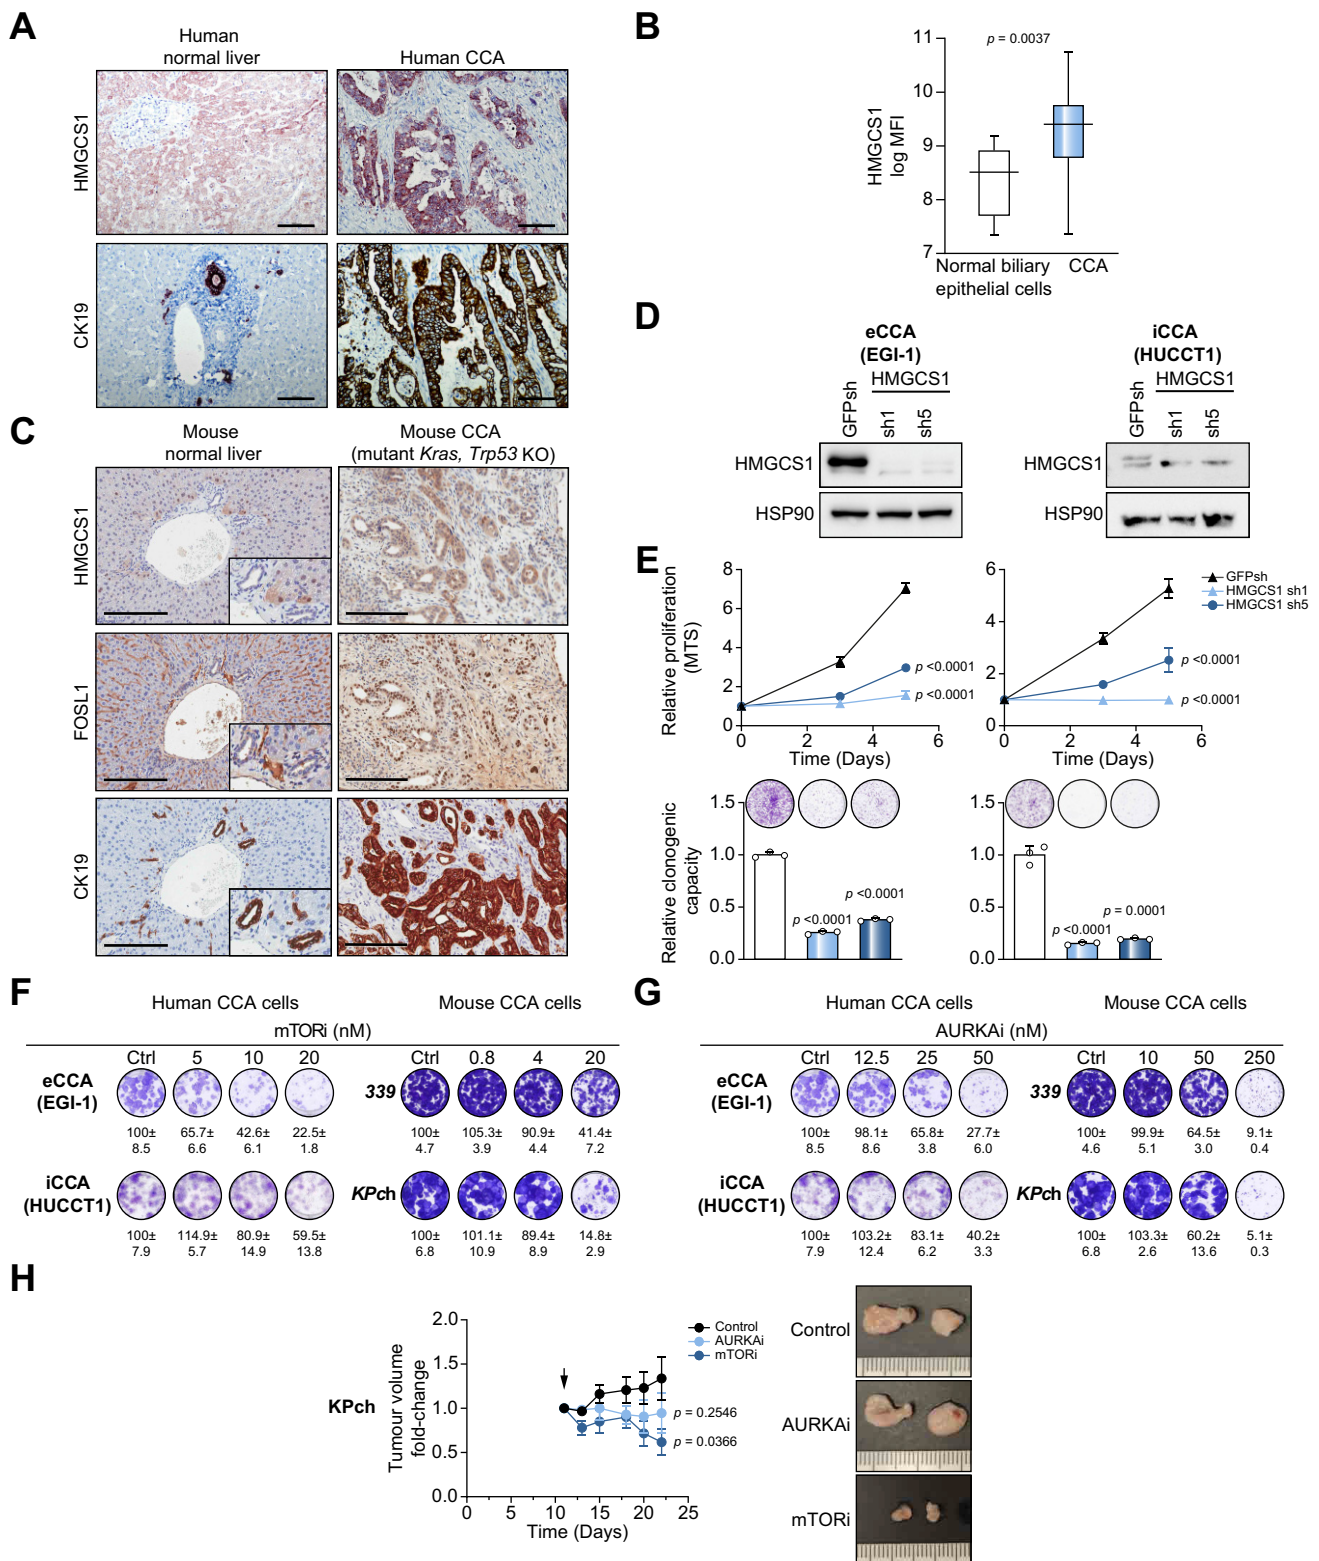 A
Human
normal liver
Human CCA
HMGCS1
CK19
B
p = 0.0037
HMGCS1
log MFI
11
10
9
8
7
Normal biliary
epithelial cells
CCA
C
Mouse
normal liver
Mouse CCA
(mutant Kras, Trp53 KO)
HMGCS1
FOSL1
CK19
D
eCCA
(EGI-1)
HMGCS1
GFPsh
sh1
sh5
HMGCS1
HSP90
iCCA
(HUCCT1)
HMGCS1
GFPsh
sh1
sh5
HMGCS1
HSP90
E
Relative proliferation
(MTS)
8
6
4
2
0
p <0.0001
p <0.0001
0 2 4 6
Time (Days)
6
4
2
0
GFPsh
HMGCS1 sh1
HMGCS1 sh5
p <0.0001
p <0.0001
0 2 4 6
Time (Days)
Relative clonogenic
capacity
1.5
1.0
0.5
0.0
p <0.0001
p <0.0001
1.5
1.0
0.5
0.0
p <0.0001
p = 0.0001
F
Human CCA cells
Mouse CCA cells
mTORi (nM)
Ctrl 5 10 20
Ctrl 0.8 4 20
eCCA
(EGI-1)
100± 65.7± 42.6± 22.5±
8.5 6.6 6.1 1.8
339
100± 105.3± 90.9± 41.4±
4.7 3.9 4.4 7.2
iCCA
(HUCCT1)
100± 114.9± 80.9± 59.5±
7.9 5.7 14.9 13.8
KPch
100± 101.1± 89.4± 14.8±
6.8 10.9 8.9 2.9
G
Human CCA cells
Mouse CCA cells
AURKAi (nM)
Ctrl 12.5 25 50
Ctrl 10 50 250
eCCA
(EGI-1)
100± 98.1± 65.8± 27.7±
8.5 8.6 3.8 6.0
339
100± 99.9± 64.5± 9.1±
4.6 5.1 3.0 0.4
iCCA
(HUCCT1)
100± 103.2± 83.1± 40.2±
7.9 12.4 6.2 3.3
KPch
100± 103.3± 60.2± 5.1±
6.8 2.6 13.6 0.3
H
KPch
Tumour volume
fold-change
2.0
1.5
1.0
0.5
0.0
Control
AURKAi
mTORi
p = 0.2546
p = 0.0366
0 5 10 15 20 25
Time (Days)
Control
AURKAi
mTORi